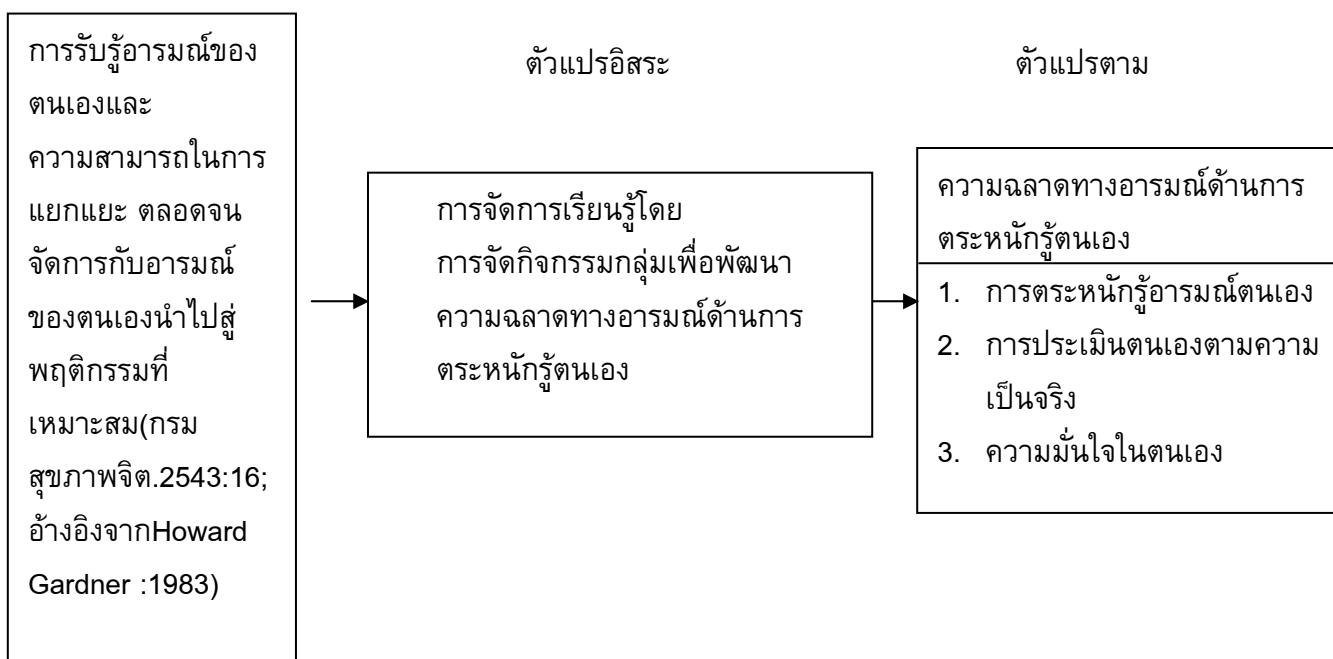 การรับรู้อารมณ์ของ
ตนเองและ
ความสามารถในการ
แยกแยะ ตลอดจน
จัดการกับอารมณ์
ของตนเองนำไปสู่
พฤติกรรมที่
เหมาะสม(กรม
สุขภาพจิต.2543:16;
อ้างอิงจากHoward
Gardner :1983)
ตัวแปรอิสระ
การจัดการเรียนรู้โดย
การจัดกิจกรรมกลุ่มเพื่อพัฒนา
ความฉลาดทางอารมณ์ด้านการ
ตระหนักรู้ตนเอง
ตัวแปรตาม
ความฉลาดทางอารมณ์ด้านการ
ตระหนักรู้ตนเอง
1. การตระหนักรู้อารมณ์ตนเอง
2. การประเมินตนเองตามความ
เป็นจริง
3. ความมั่นใจในตนเอง